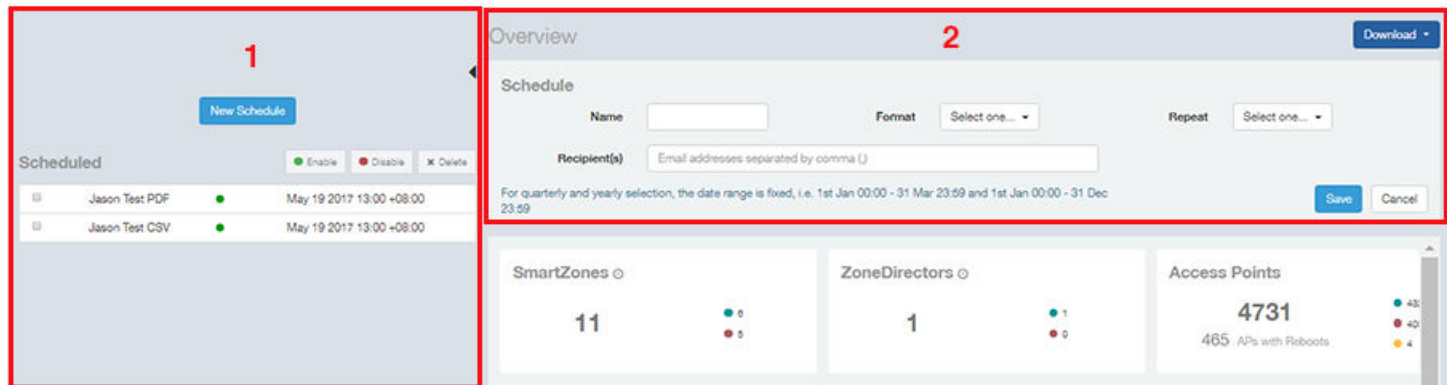 1
New Schedule
Scheduled
Enable Disable × Delete
Jason Test PDF May 19 2017 13:00 +08:00
Jason Test CSV May 19 2017 13:00 +08:00
Overview
2
Download
Schedule
Name Format Select one... Repeat Select one...
Recipient(s) Email addresses separated by comma (,)
For quarterly and yearly selection, the date range is fixed, i.e. 1st Jan 00:00 - 31 Mar 23:59 and 1st Jan 00:00 - 31 Dec
23:59
Save Cancel
SmartZones
11
6
5
ZoneDirectors
1
1
0
Access Points
4731
465 APs with Reboots
4